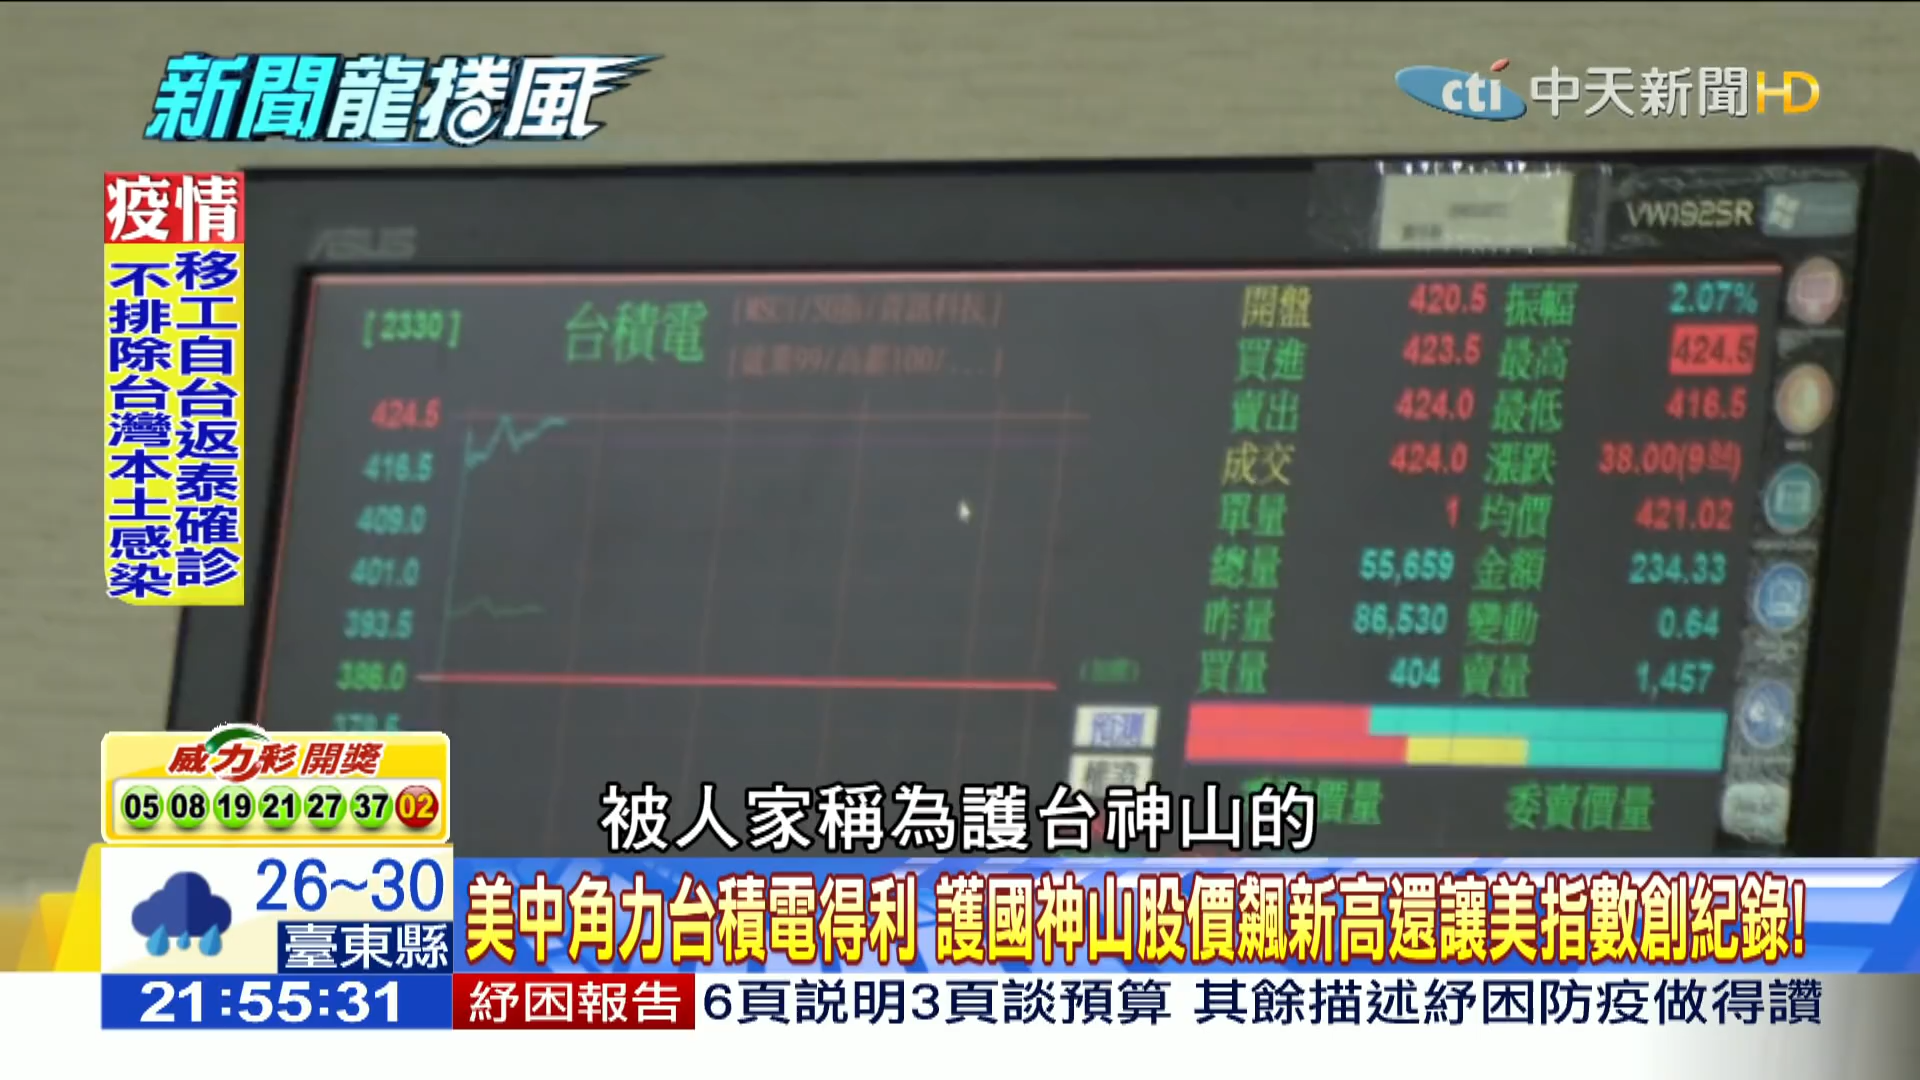 新聞龍捲風
cti 中天新聞HD
疫情
移工自台返泰確診
不排除台灣本土感染
ASUS
VW192SR
[2330] 台積電
開盤 420.5 振幅 2.07%
買進 423.5 最高 424.5
賣出 424.0 最低 416.5
成交 424.0 漲跌
單量 1 均價 421.02
總量 55,659 金額 234.33
昨量 86,530 變動 0.64
買量 404 賣量 1,457
424.5
416.5
409.0
401.0
393.5
386.0
價量 委賣價量
威力彩開獎
05 08 19 21 27 37 02
被人家稱為護台神山的
26~30
臺東縣
美中角力台積電得利 護國神山股價飆新高還讓美指數創紀錄!
21:55:31
紓困報告 6頁説明3頁談預算 其餘描述紓困防疫做得讚